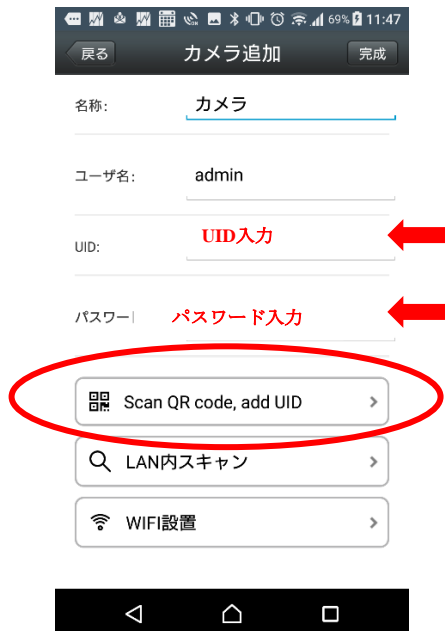 69% 11:47
戻る カメラ追加 完成
名称: カメラ
ユーザ名: admin
UID: UID入力
パスワー パスワード入力
Scan QR code, add UID
LAN内スキャン
WIFI設置